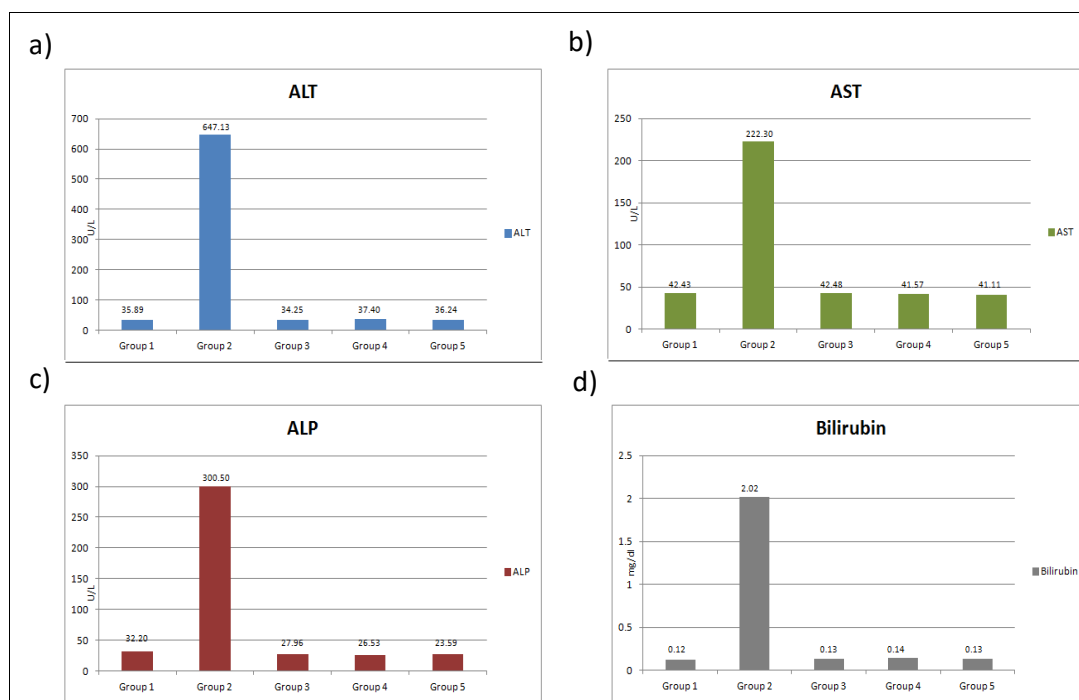 a)
ALT
700
600
500
400
300
200
100
0
U/L
647.13
35.89
34.25
37.40
36.24
Group 1 Group 2 Group 3 Group 4 Group 5
ALT
b)
AST
250
200
150
100
50
0
U/L
222.30
42.43
42.48
41.57
41.11
Group 1 Group 2 Group 3 Group 4 Group 5
AST
c)
ALP
350
300
250
200
150
100
50
0
U/L
300.50
32.20
27.96
26.53
23.59
Group 1 Group 2 Group 3 Group 4 Group 5
ALP
d)
Bilirubin
2.5
2
1.5
1
0.5
0
mg/dl
2.02
0.12
0.13
0.14
0.13
Group 1 Group 2 Group 3 Group 4 Group 5
Bilirubin